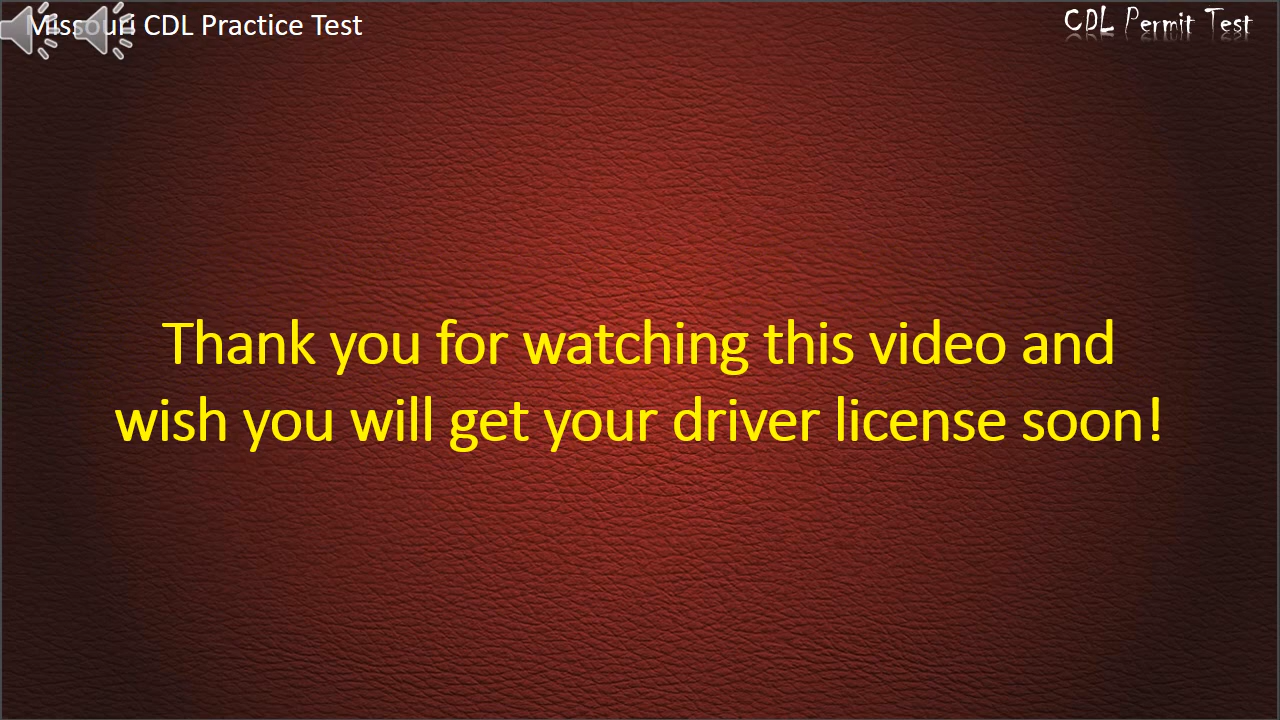 Missouri CDL Practice Test
CDL Permit Test
Thank you for watching this video and
wish you will get your driver license soon!